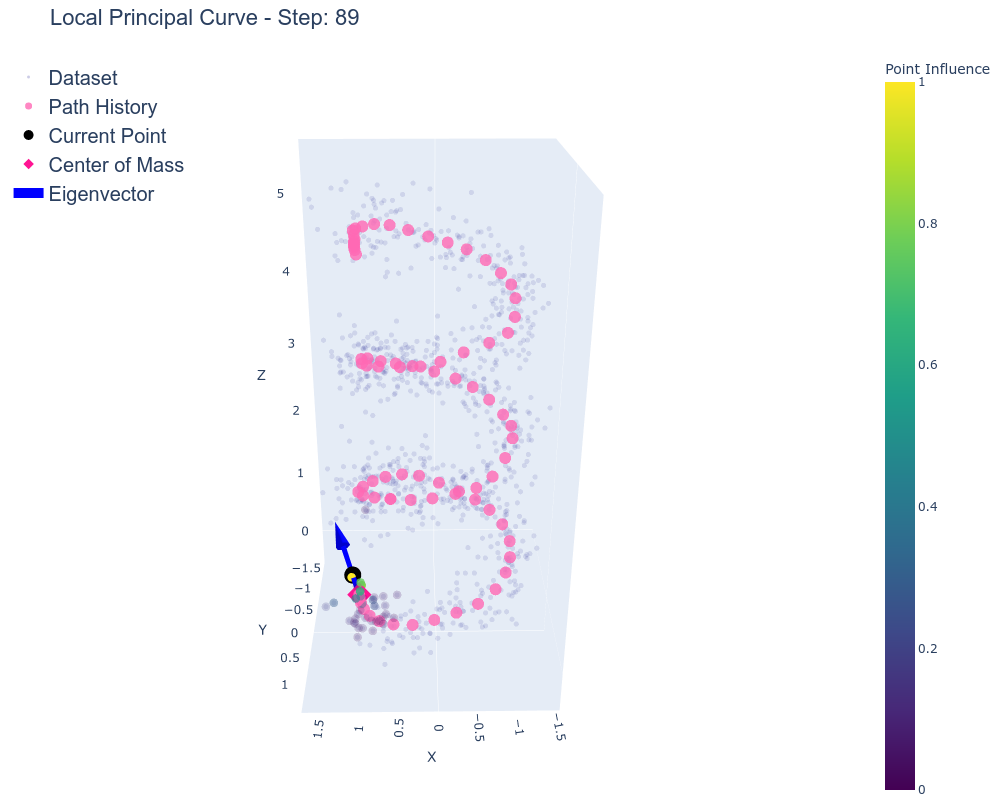 Local Principal Curve - Step: 89
Dataset
Path History
Current Point
Center of Mass
Eigenvector
Point Influence
1
0.8
0.6
0.4
0.2
0
5
4
3
Z
2
1
0
−1.5
−1
−0.5
Y
0
0.5
1
1.5
1
0.5
0
−0.5
−1
−1.5
X